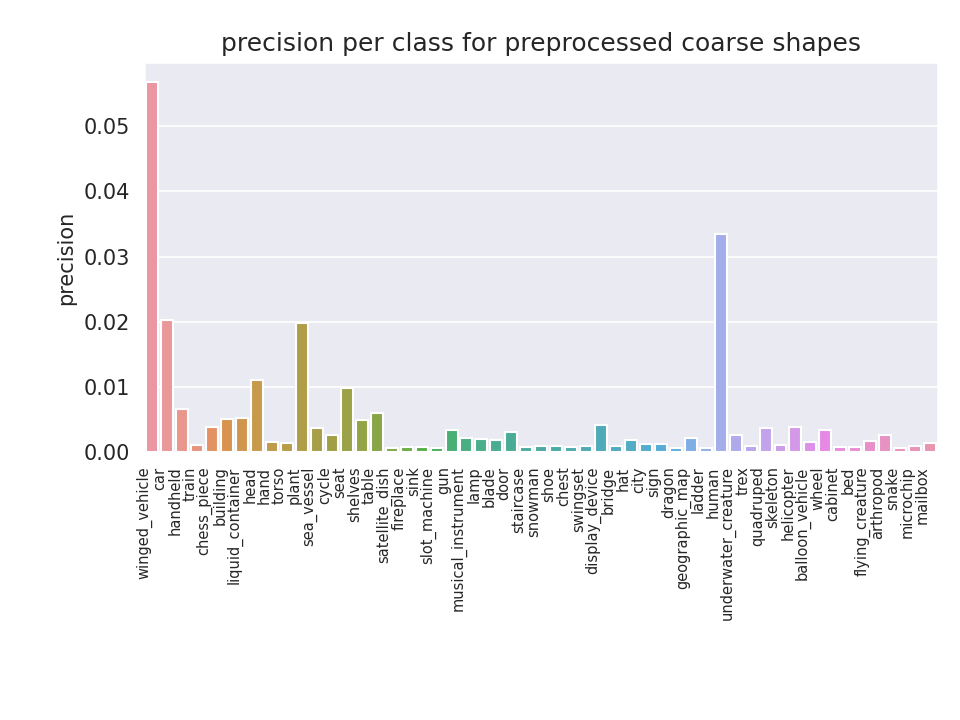 precision per class for preprocessed coarse shapes
precision
0.05
0.04
0.03
0.02
0.01
0.00
winged_vehicle
car
handheld
train
chess_piece
building
liquid_container
head
hand
torso
plant
sea_vessel
cycle
seat
shelves
table
satellite_dish
fireplace
sink
slot_machine
gun
musical_instrument
lamp
blade
door
staircase
snowman
shoe
chest
swingset
display_device
bridge
hat
city
sign
dragon
geographic_map
ladder
human
underwater_creature
trex
quadruped
skeleton
helicopter
balloon_vehicle
wheel
cabinet
bed
flying_creature
arthropod
snake
microchip
mailbox